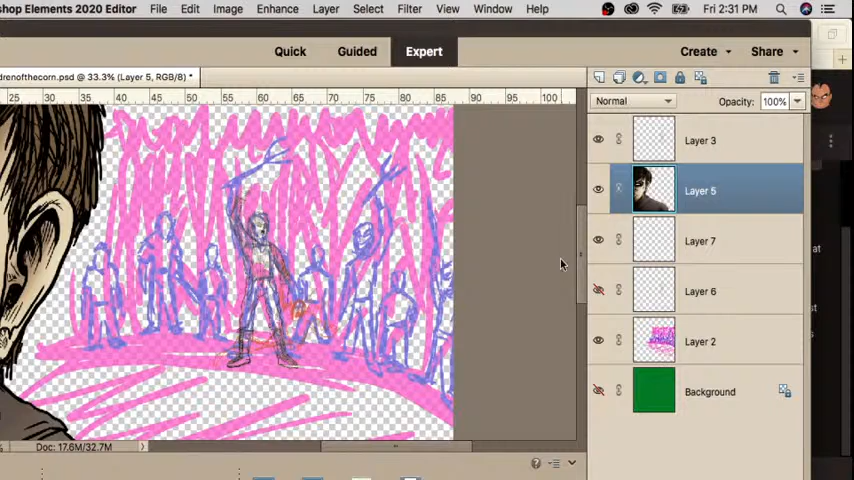 shop Elements 2020 Editor File Edit Image Enhance Layer Select Filter View Window Help Fri 2:31 PM
Quick Guided Expert Create Share
drenofthecorn.psd @ 33.3% (Layer 5, RGB/8) *
25 35 40 45 50 55 60 65 70 75 80 85 90 95 100
Normal Opacity: 100%
Layer 3
Layer 5
Layer 7
Layer 6
Layer 2
Background
Doc: 17.6M/32.7M
at